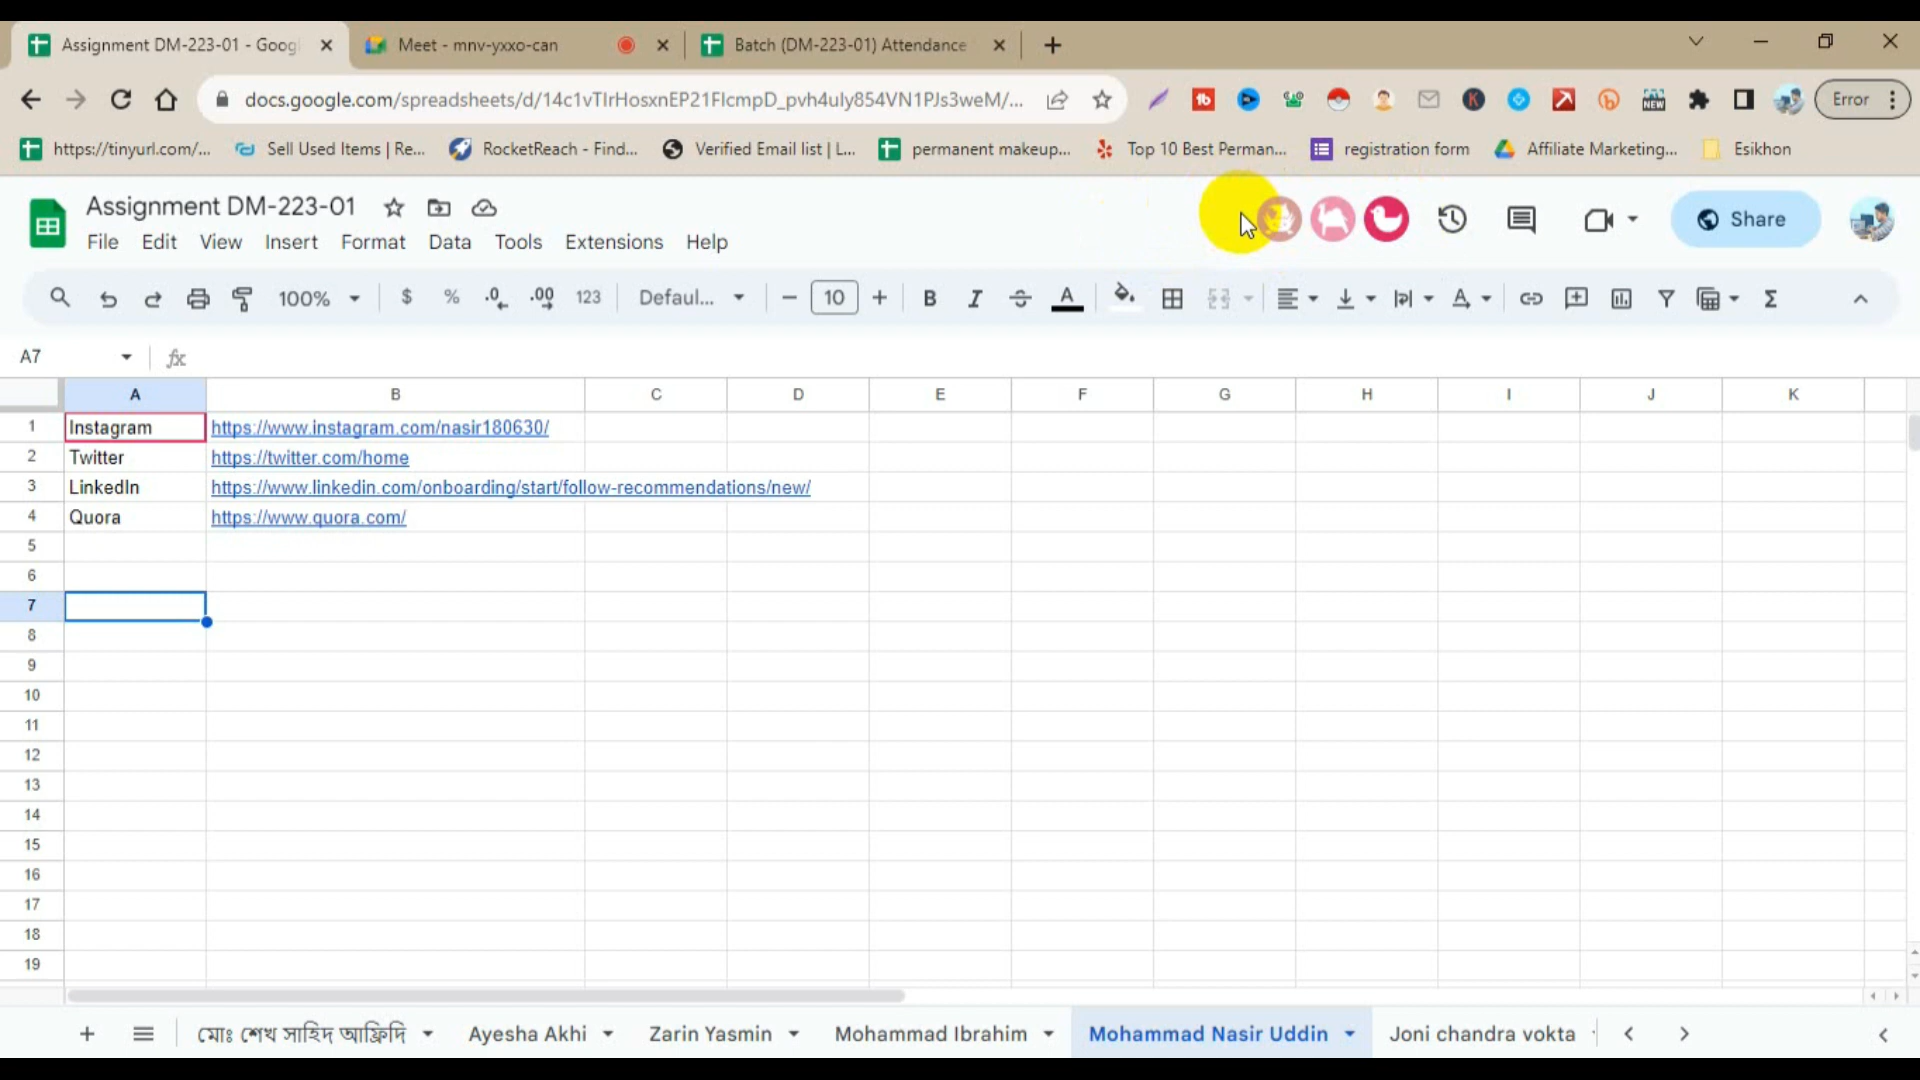 Assignment DM-223-01 - Goog
Meet - mnv-yxxo-can
Batch (DM-223-01) Attendance
docs.google.com/spreadsheets/d/14c1vTIrHosxnEP21FIcmpD_pvh4uIy854VN1PJs3weM/...
Error
https://tinyurl.com/...
Sell Used Items | Re...
RocketReach - Find...
Verified Email list | L...
permanent makeup...
Top 10 Best Perman...
registration form
Affiliate Marketing...
Esikhon
Assignment DM-223-01
Share
File Edit View Insert Format Data Tools Extensions Help
100% $ % .0 .00 123 Defaul... 10 B I A
A7 fx
A B C D E F G H I J K
1 Instagram https://www.instagram.com/nasir180630/
2 Twitter https://twitter.com/home
3 LinkedIn https://www.linkedin.com/onboarding/start/follow-recommendations/new/
4 Quora https://www.quora.com/
5
6
7
8
9
10
11
12
13
14
15
16
17
18
19
মোঃ শেখ সাহিদ আফ্রিদি Ayesha Akhi Zarin Yasmin Mohammad Ibrahim Mohammad Nasir Uddin Joni chandra vokta